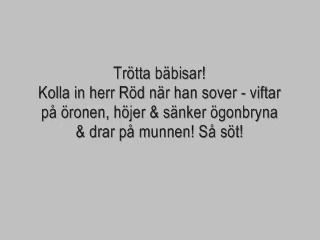 Trötta bäbisar!
Kolla in herr Röd när han sover - viftar
på öronen, höjer & sänker ögonbryna
& drar på munnen! Så söt!